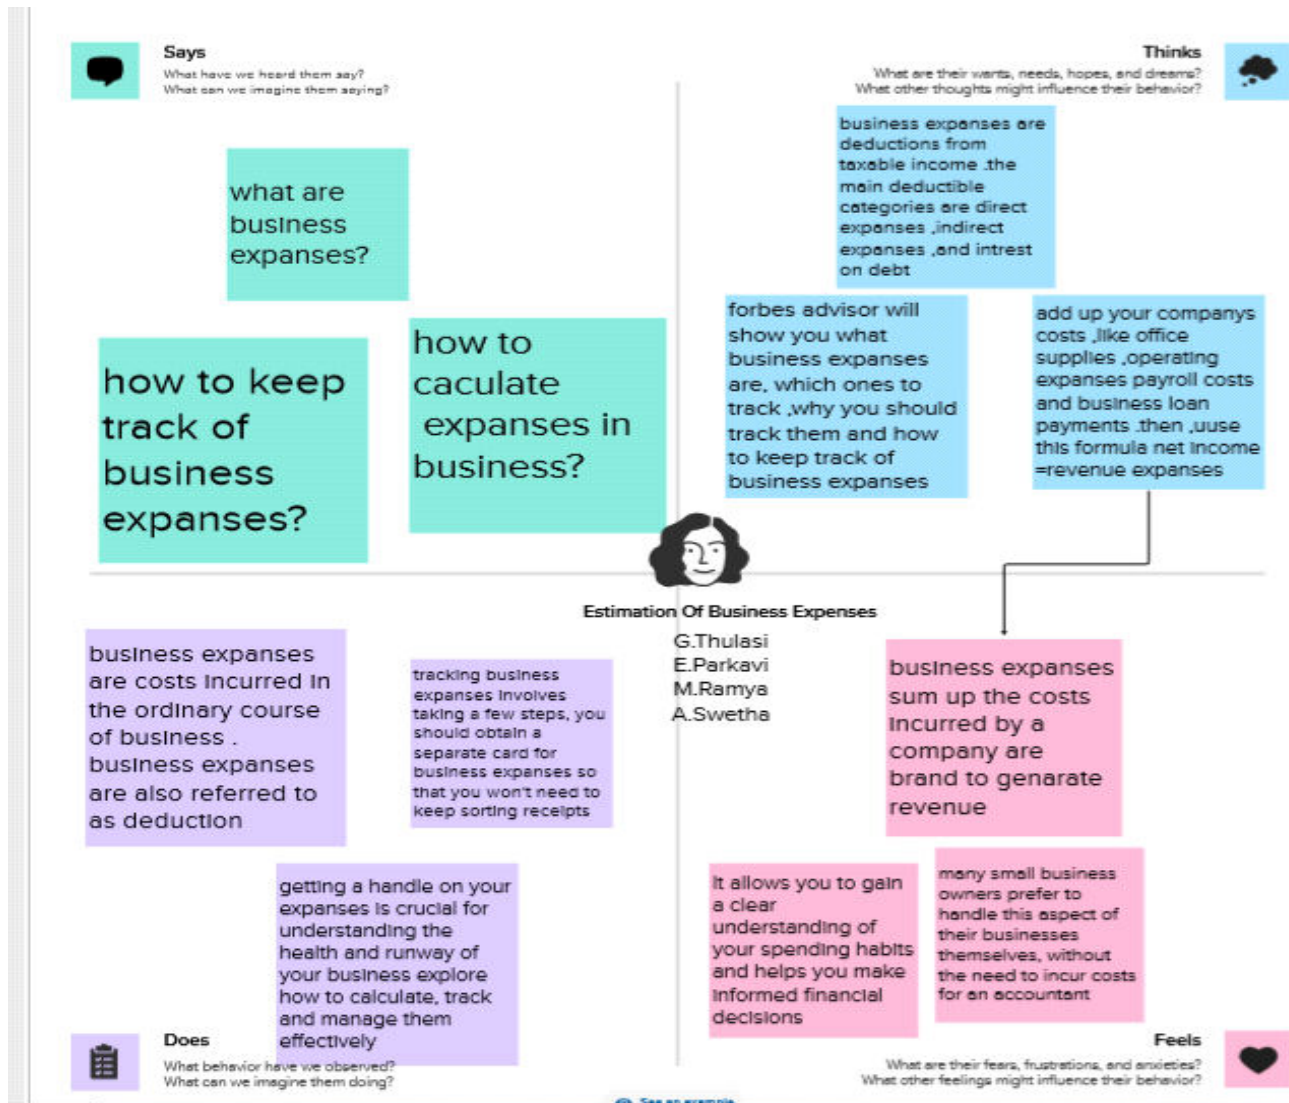 Says
What have we heard them say?
What can we imagine them saying?
Thinks
What are their wants, needs, hopes, and dreams?
What other thoughts might influence their behavior?
what are
business
expanses?
how to keep
track of
business
expanses?
how to
caculate
expanses in
business?
business expanses are
deductions from
taxable income .the
main deductible
categories are direct
expanses ,indirect
expanses ,and intrest
on debt
forbes advisor will
show you what
business expanses
are, which ones to
track ,why you should
track them and how
to keep track of
business expanses
add up your companys
costs ,like office
supplies ,operating
expanses payroll costs
and business loan
payments .then ,uuse
this formula net income
=revenue expanses
Estimation Of Business Expenses
G.Thulasi
E.Parkavi
M.Ramya
A.Swetha
business expanses
are costs incurred in
the ordinary course
of business .
business expanses
are also referred to
as deduction
tracking business
expanses involves
taking a few steps, you
should obtain a
separate card for
business expanses so
that you won't need to
keep sorting receipts
getting a handle on your
expanses is crucial for
understanding the
health and runway of
your business explore
how to calculate, track
and manage them
effectively
Does
What behavior have we observed?
What can we imagine them doing?
business expanses
sum up the costs
incurred by a
company are
brand to genarate
revenue
it allows you to gain
a clear
understanding of
your spending habits
and helps you make
informed financial
decisions
many small business
owners prefer to
handle this aspect of
their businesses
themselves, without
the need to incur costs
for an accountant
Feels
What are their fears, frustrations, and anxieties?
What other feelings might influence their behavior?
See an example